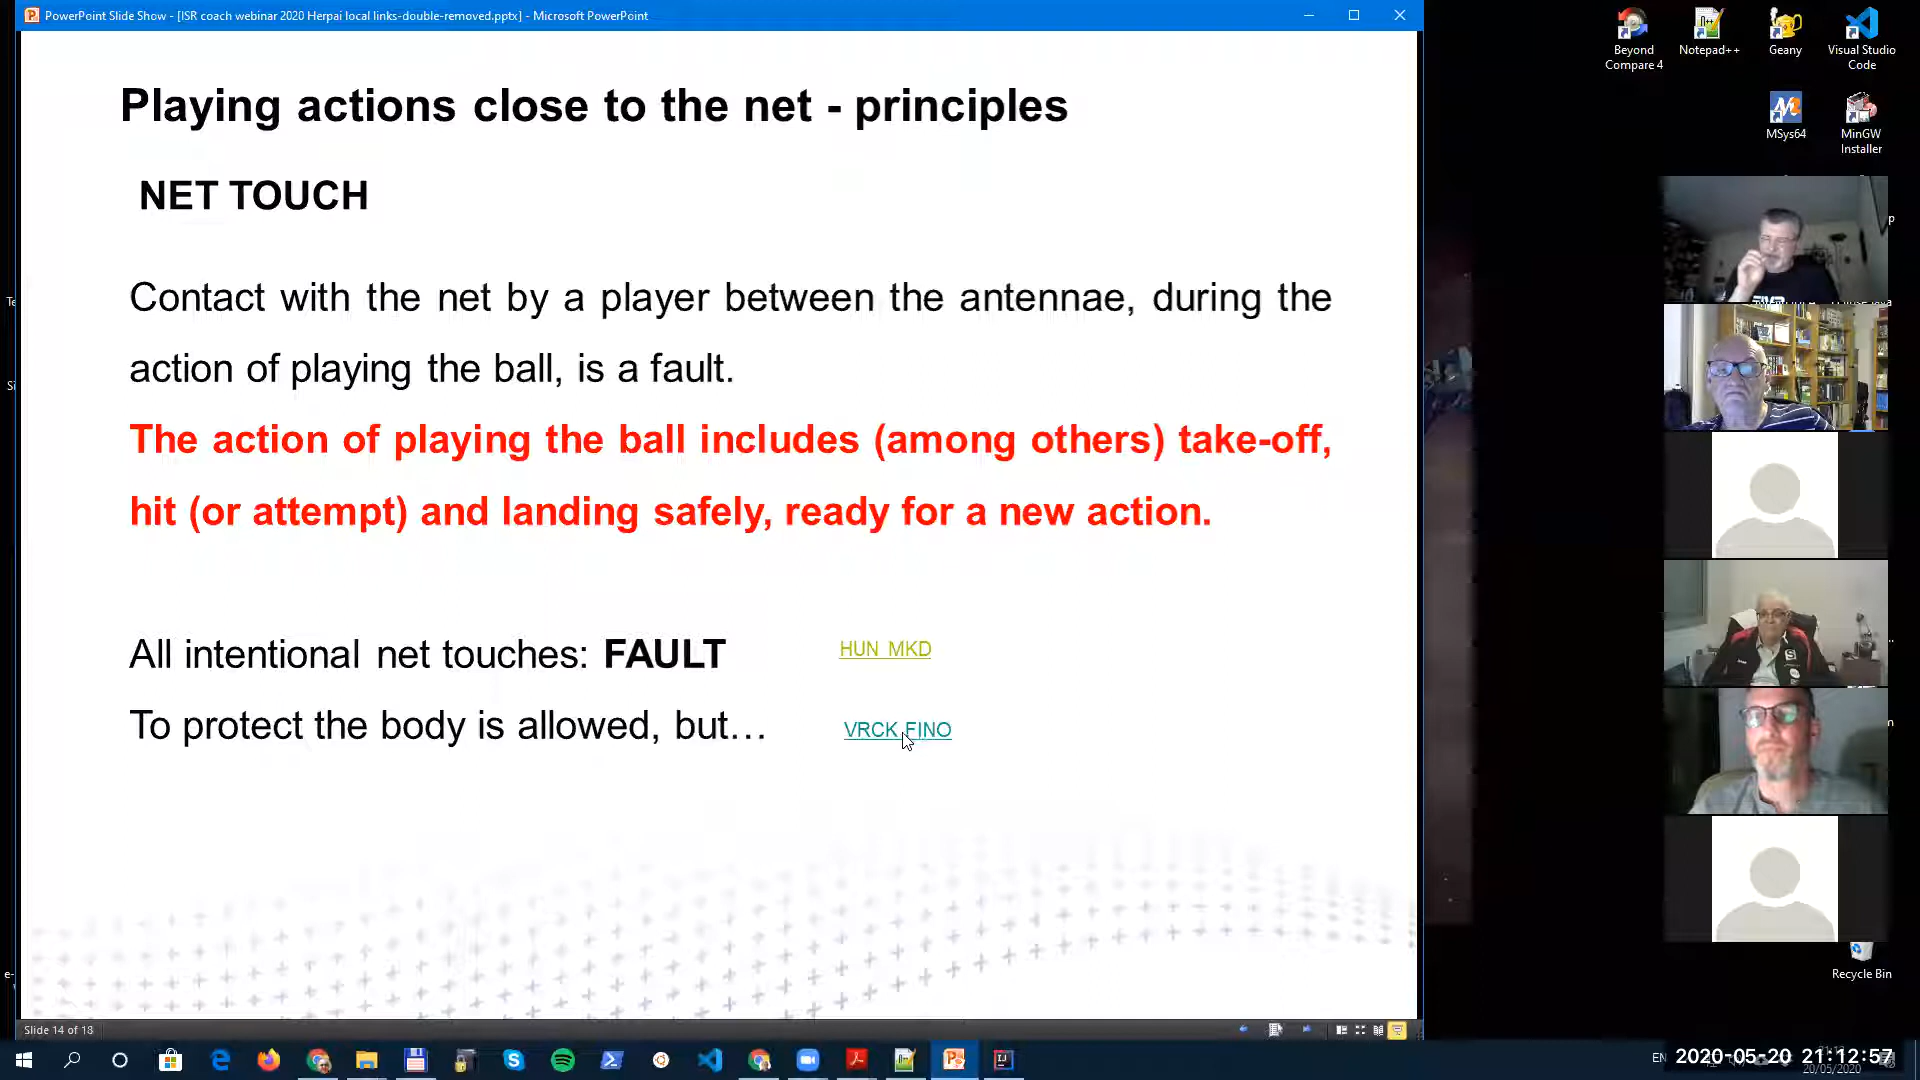 PowerPoint Slide Show - [ISR coach webinar 2020 Herpai local links-double-removed.pptx] - Microsoft PowerPoint
Playing actions close to the net - principles
NET TOUCH
Contact with the net by a player between the antennae, during the
action of playing the ball, is a fault.
The action of playing the ball includes (among others) take-off,
hit (or attempt) and landing safely, ready for a new action.
All intentional net touches: FAULT
HUN MKD
To protect the body is allowed, but…
VRCK FINO
Slide 14 of 18
Beyond
Compare 4
Notepad++
Geany
Visual Studio
Code
MSys64
MinGW
Installer
Recycle Bin
EN
2020-05-20 21:12:57
20/05/2020